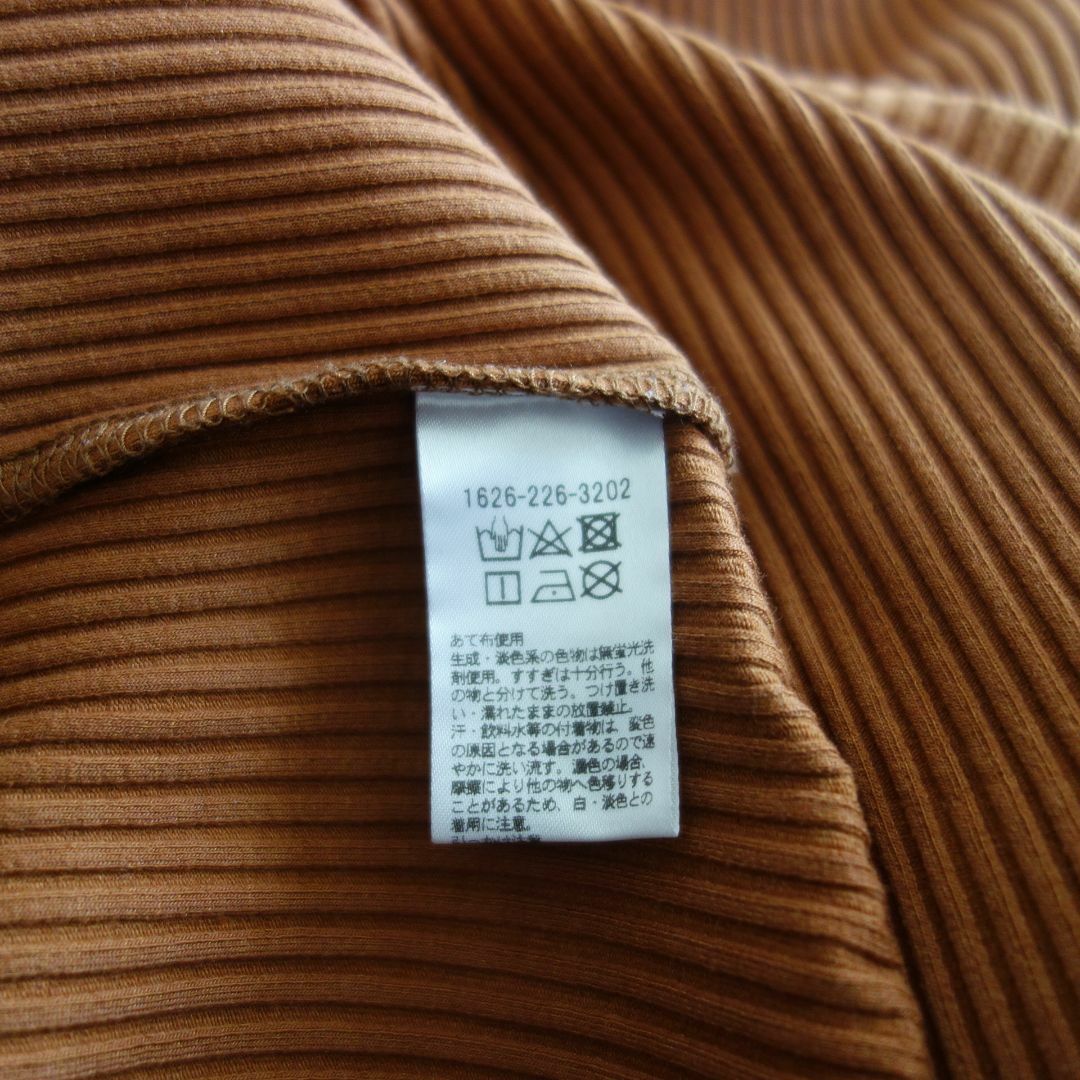 1626-226-3202
あて布使用
生成・淡色系の色物は無蛍光洗
剤使用。すすぎは十分行う。他
の物と分けて洗う。つけ置き洗
い・濡れたままの放置禁止。
汗・飲料水等の付着物は、変色
の原因となる場合があるので速
やかに洗い流す。濃色の場合、
摩擦により他の物へ色移りする
ことがあるため、白・淡色との
着用に注意。